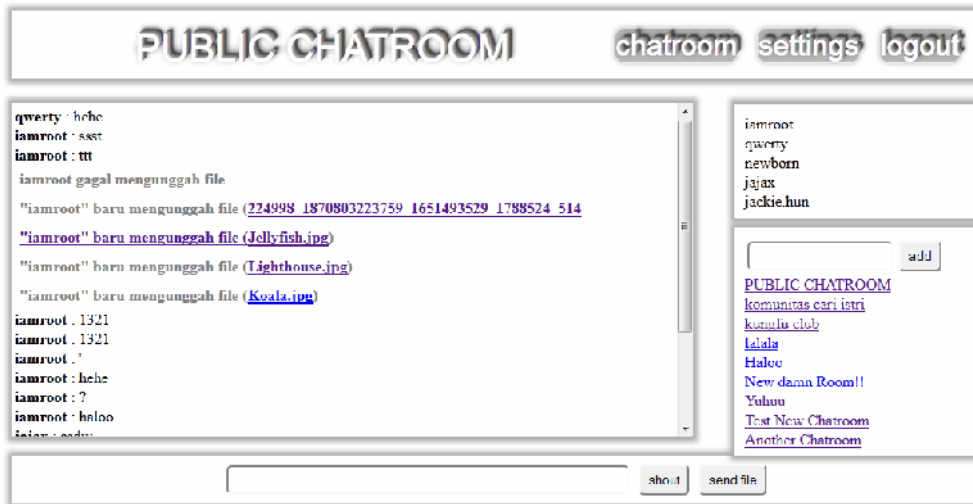 PUBLIC CHATROOM
chatroom settings logout
qwerty : hehe
iamroot : ssst
iamroot : ttt
iamroot gagal mengunggah file
"iamroot" baru mengunggah file (224998_1870803223759_1651493529_1788524_514
"iamroot" baru mengunggah file (Jellyfish.jpg)
"iamroot" baru mengunggah file (Lighthouse.jpg)
"iamroot" baru mengunggah file (Koala.jpg)
iamroot : 1321
iamroot : 1321
iamroot : '
iamroot : hehe
iamroot : ?
iamroot : haloo
jajax :
iamroot
qwerty
newborn
jajax
jackie.hun
add
PUBLIC CHATROOM
komunitas cari istri
kungfu club
lalala
Haloo
New damn Room!!
Yuhuu
Test New Chatroom
Another Chatroom
shout send file